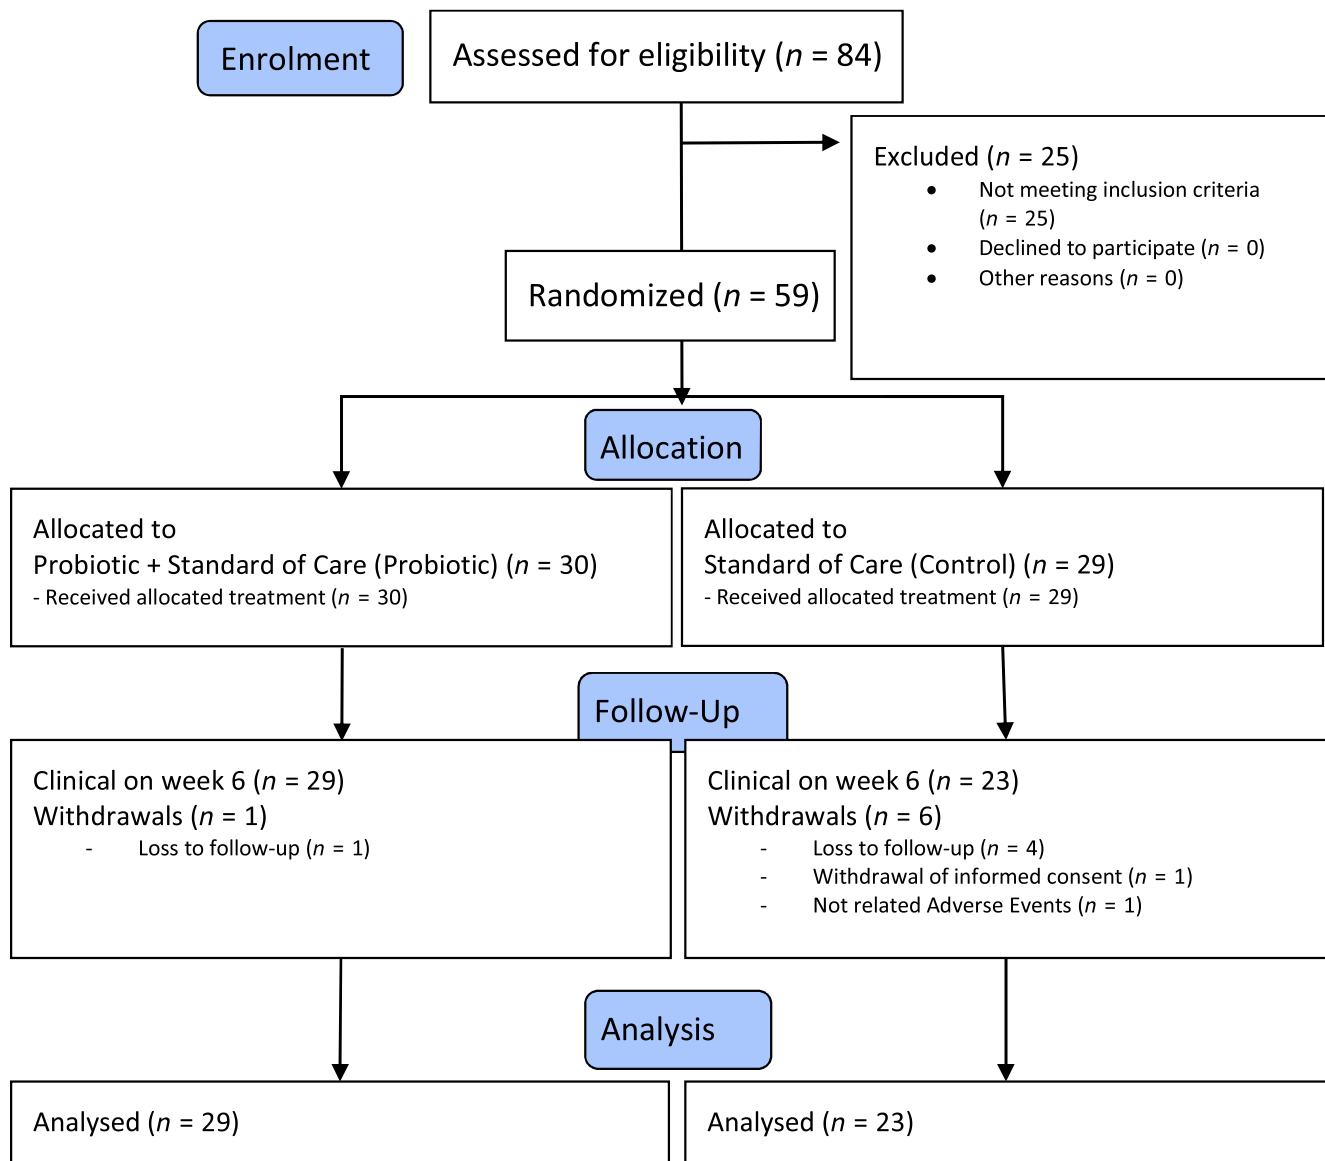 Enrolment
Assessed for eligibility (n = 84)
Excluded (n = 25)
• Not meeting inclusion criteria
(n = 25)
• Declined to participate (n = 0)
• Other reasons (n = 0)
Randomized (n = 59)
Allocation
Allocated to
Probiotic + Standard of Care (Probiotic) (n = 30)
- Received allocated treatment (n = 30)
Allocated to
Standard of Care (Control) (n = 29)
- Received allocated treatment (n = 29)
Follow-Up
Clinical on week 6 (n = 29)
Withdrawals (n = 1)
- Loss to follow-up (n = 1)
Clinical on week 6 (n = 23)
Withdrawals (n = 6)
- Loss to follow-up (n = 4)
- Withdrawal of informed consent (n = 1)
- Not related Adverse Events (n = 1)
Analysis
Analysed (n = 29)
Analysed (n = 23)